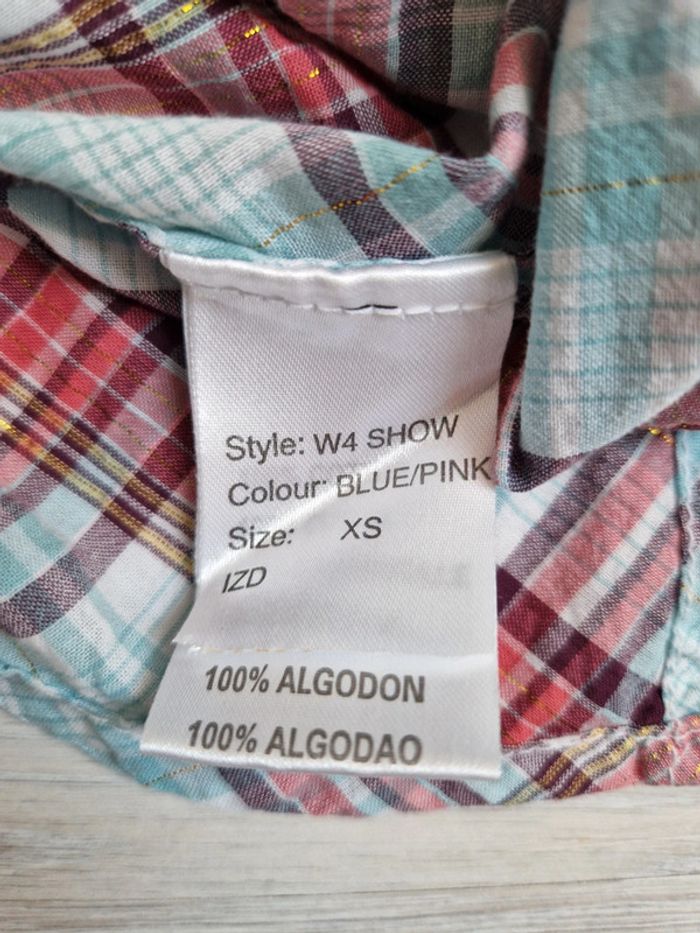 Style: W4 SHOW
Colour: BLUE/PINK
Size: XS
IZD
100% ALGODON
100% ALGODAO